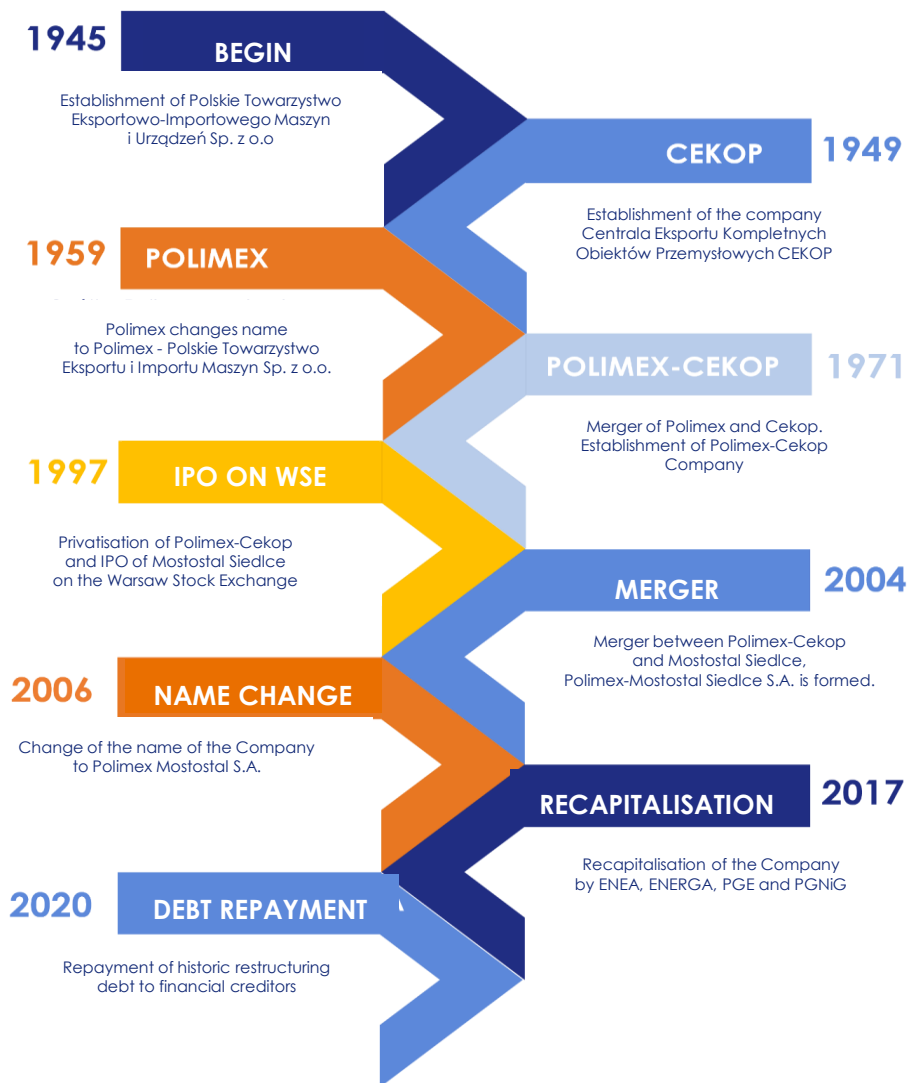 1945
BEGIN
Establishment of Polskie Towarzystwo
Eksportowo-Importowego Maszyn
i Urządzeń Sp. z o.o
CEKOP
1949
Establishment of the company
Centrala Eksportu Kompletnych
Obiektów Przemysłowych CEKOP
1959
POLIMEX
Polimex changes name
to Polimex - Polskie Towarzystwo
Eksportu i Importu Maszyn Sp. z o.o.
POLIMEX-CEKOP
1971
Merger of Polimex and Cekop.
Establishment of Polimex-Cekop
Company
1997
IPO ON WSE
Privatisation of Polimex-Cekop
and IPO of Mostostal Siedlce
on the Warsaw Stock Exchange
MERGER
2004
Merger between Polimex-Cekop
and Mostostal Siedlce,
Polimex-Mostostal Siedlce S.A. is formed.
2006
NAME CHANGE
Change of the name of the Company
to Polimex Mostostal S.A.
RECAPITALISATION
2017
Recapitalisation of the Company
by ENEA, ENERGA, PGE and PGNiG
2020
DEBT REPAYMENT
Repayment of historic restructuring
debt to financial creditors